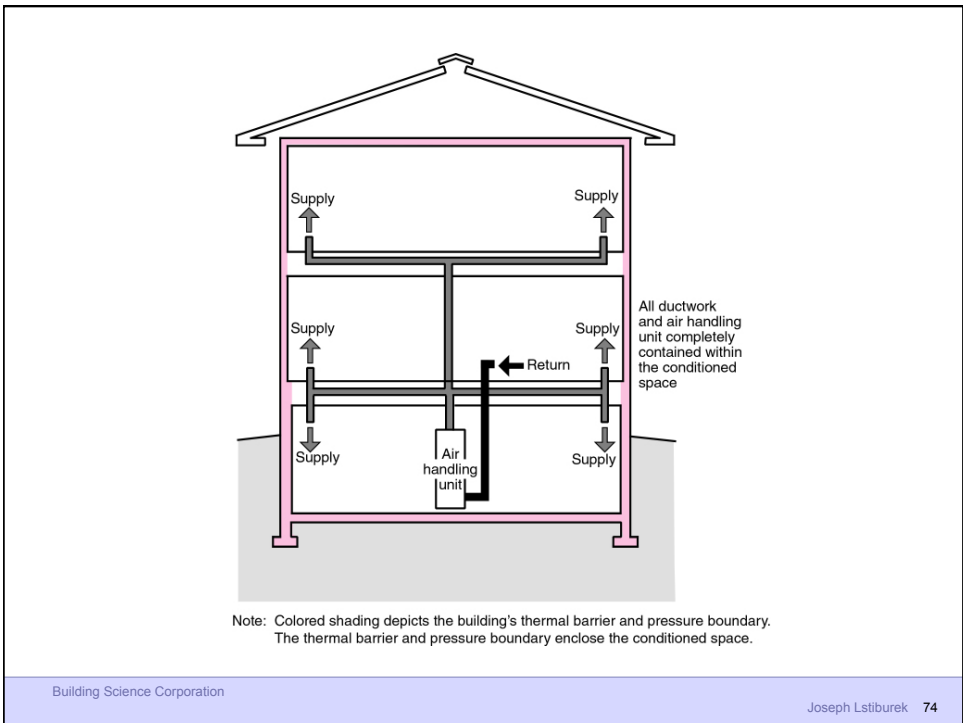 Supply
Supply
Supply
Supply
All ductwork
and air handling
unit completely
contained within
the conditioned
space
Return
Supply
Air
handling
unit
Supply
Note: Colored shading depicts the building's thermal barrier and pressure boundary.
The thermal barrier and pressure boundary enclose the conditioned space.
Building Science Corporation
Joseph Lstiburek 74